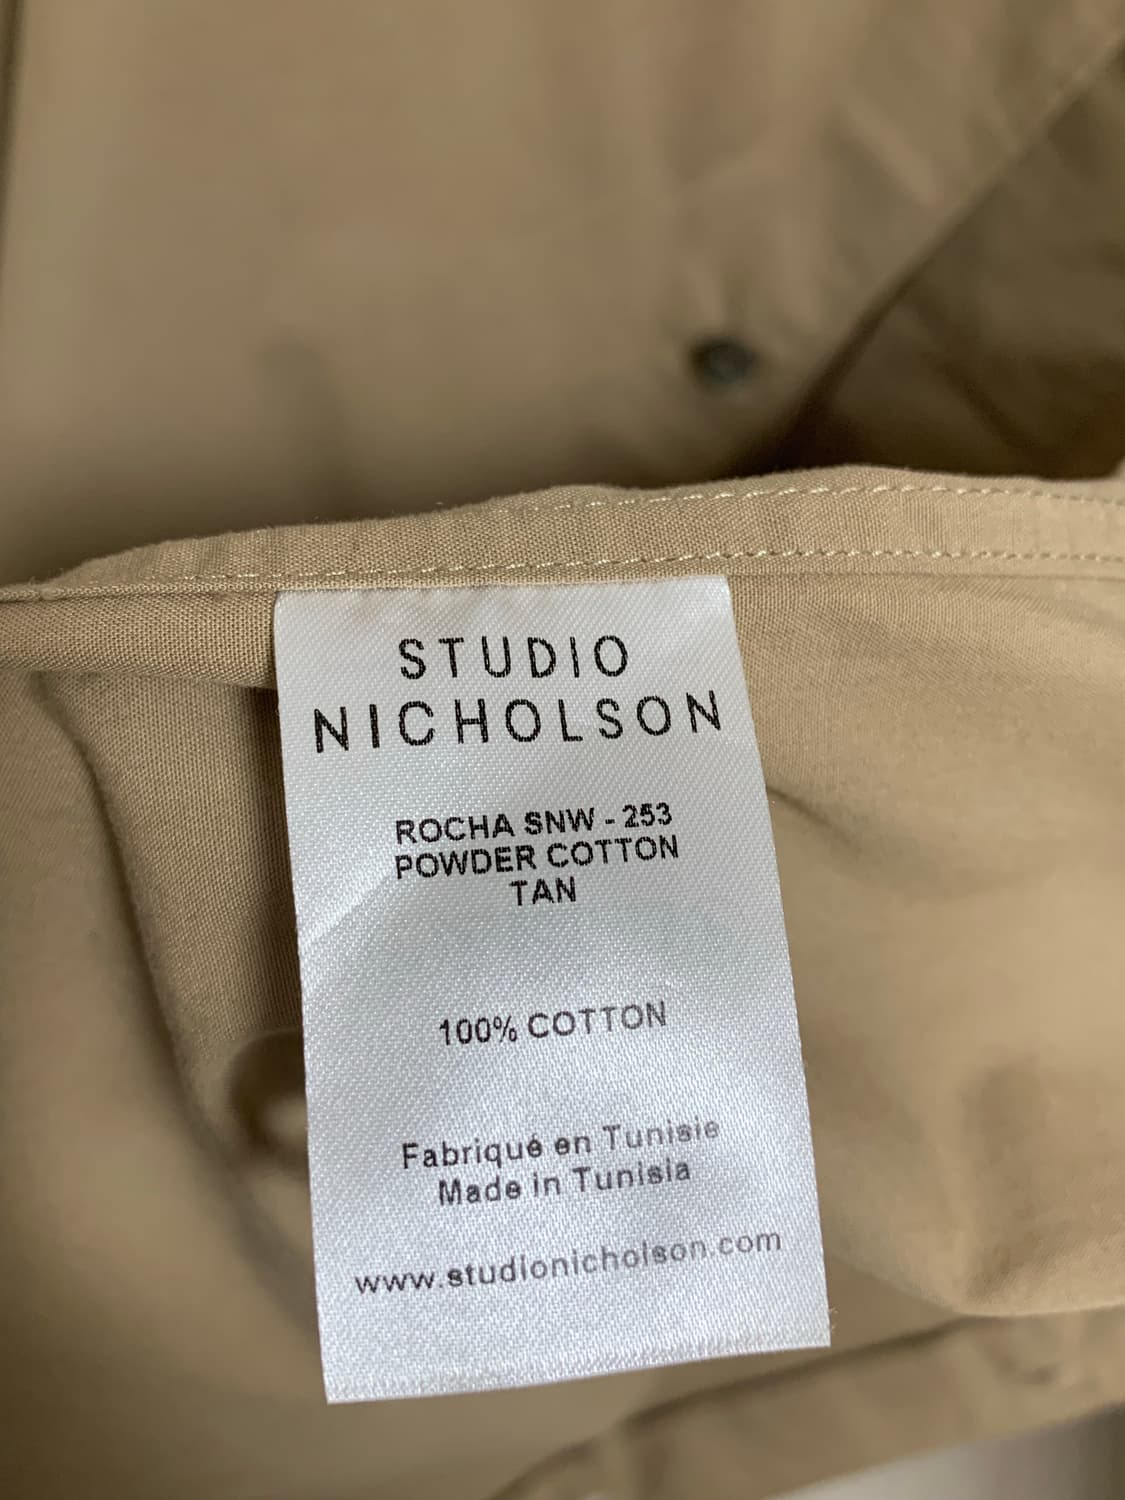 STUDIO
NICHOLSON
ROCHA SNW - 253
POWDER COTTON
TAN
100% COTTON
Fabriqué en Tunisie
Made in Tunisia
www.studionicholson.com